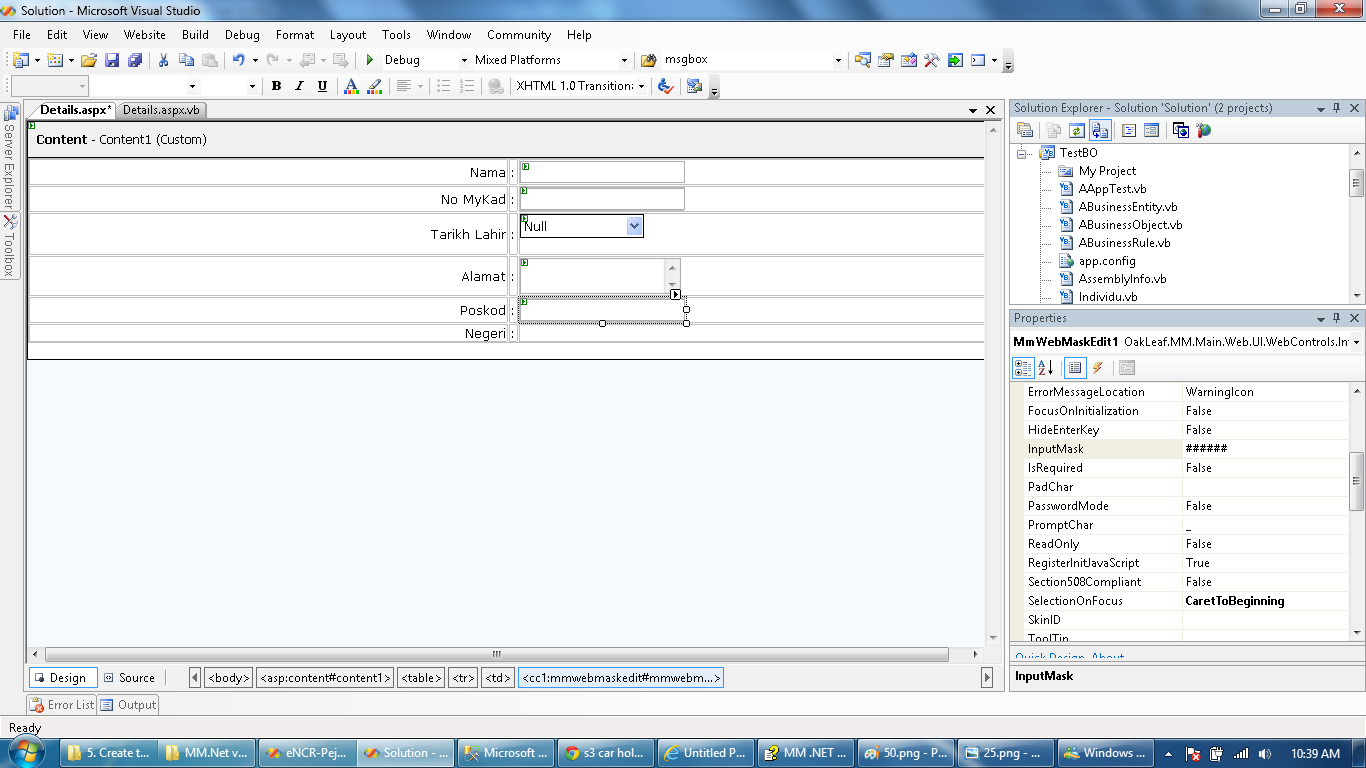 Solution - Microsoft Visual Studio
File Edit View Website Build Debug Format Layout Tools Window Community Help
Debug Mixed Platforms msgbox
B I U A XHTML 1.0 Transition:
Server Explorer
Toolbox
Details.aspx* Details.aspx.vb
Content - Content1 (Custom)
Nama :
No MyKad :
Tarikh Lahir : Null
Alamat :
Poskod :
Negeri :
Design Source <body> <asp:content#content1> <table> <tr> <td> <cc1:mmwebmaskedit#mmwebm...>
Error List Output
Ready
Solution Explorer - Solution 'Solution' (2 projects)
TestBO
My Project
AAppTest.vb
ABusinessEntity.vb
ABusinessObject.vb
ABusinessRule.vb
app.config
AssemblyInfo.vb
Individu.vb
Properties
MmWebMaskEdit1 OakLeaf.MM.Main.Web.UI.WebControls.In
ErrorMessageLocation WarningIcon
FocusOnInitialization False
HideEnterKey False
InputMask ######
IsRequired False
PadChar
PasswordMode False
PromptChar _
ReadOnly False
RegisterInitJavaScript True
Section508Compliant False
SelectionOnFocus CaretToBeginning
SkinID
ToolTip
Quick Design, About
InputMask
5. Create t... MM.Net v... eNCR-Pej... Solution - ... Microsoft ... s3 car hol... Untitled P... MM .NET ... 50.png - P... 25.png - ... Windows ... 10:39 AM